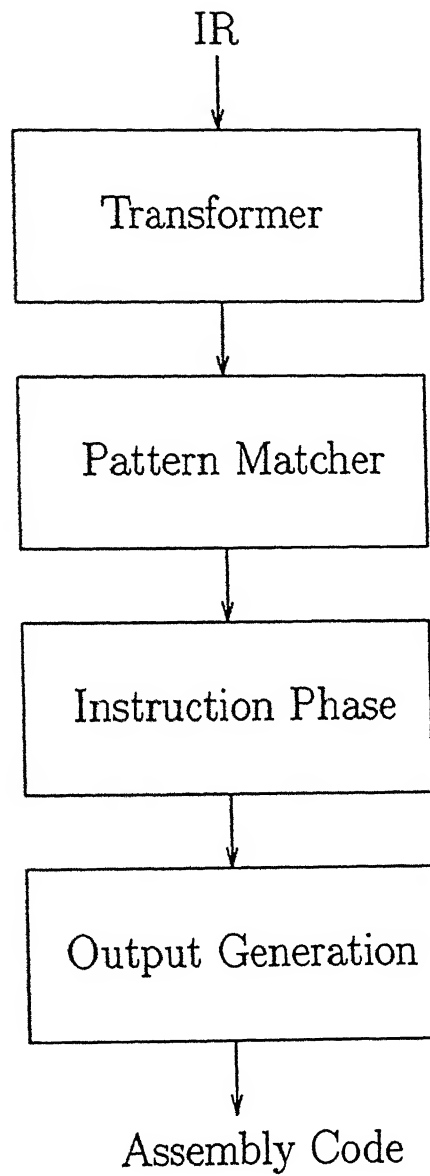 IR
Transformer
Pattern Matcher
Instruction Phase
Output Generation
Assembly Code